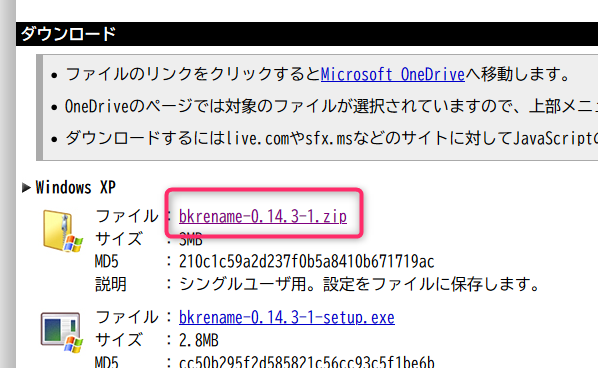 ダウンロード
ファイルのリンクをクリックするとMicrosoft OneDriveへ移動します。
OneDriveのページでは対象のファイルが選択されていますので、上部メニュ
ダウンロードするにはlive.comやsfx.msなどのサイトに対してJavaScriptの
Windows XP
ファイル：bkrename-0.14.3-1.zip
サイズ ：3MB
MD5 ：210c1c59a2d237f0b5a8410b671719ac
説明 ：シングルユーザ用。設定をファイルに保存します。
ファイル：bkrename-0.14.3-1-setup.exe
サイズ ：2.8MB
MD5 ：cc50b295f2d585821c56cc93c5f1be6b